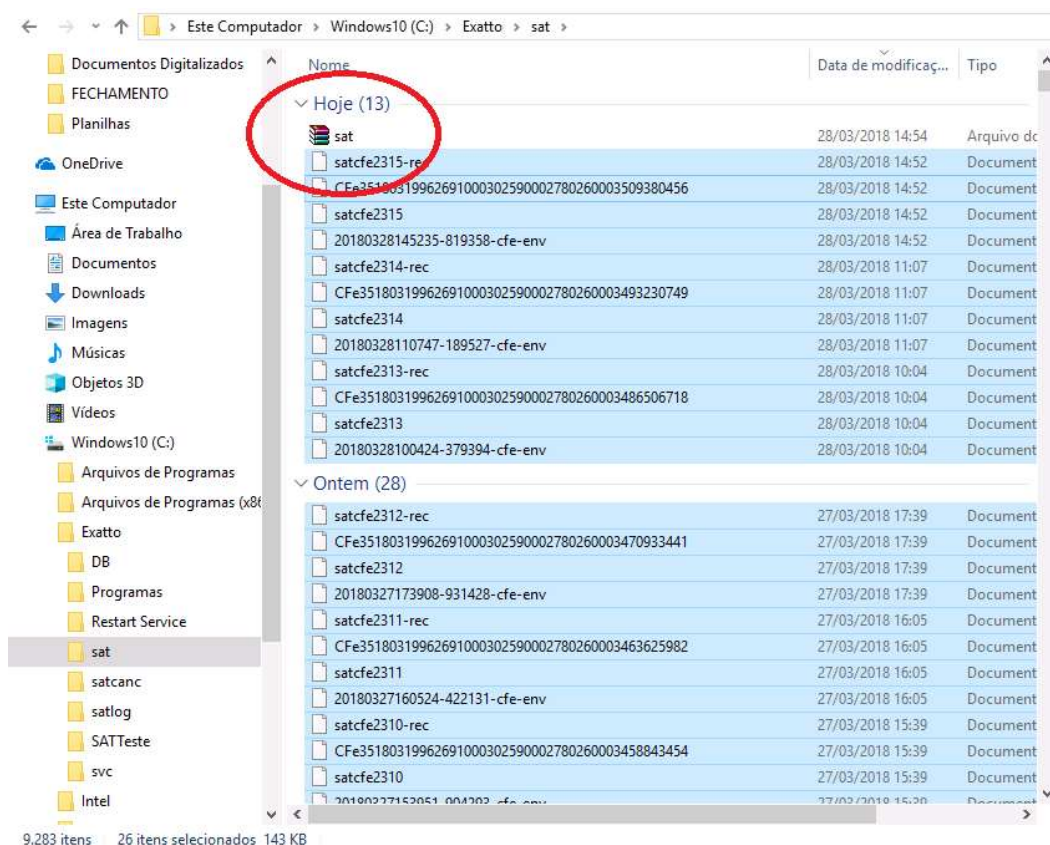 Este Computador > Windows10 (C:) > Exatto > sat >
Documentos Digitalizados
FECHAMENTO
Planilhas
OneDrive
Este Computador
Área de Trabalho
Documentos
Downloads
Imagens
Músicas
Objetos 3D
Vídeos
Windows10 (C:)
Arquivos de Programas
Arquivos de Programas (x86
Exatto
DB
Programas
Restart Service
sat
satcanc
satlog
SATTeste
svc
Intel
Nome Data de modificaç... Tipo
Hoje (13)
sat 28/03/2018 14:54 Arquivo do
satcfe2315-rec 28/03/2018 14:52 Document
CFe35180319962691000302590002780260003509380456 28/03/2018 14:52 Document
satcfe2315 28/03/2018 14:52 Document
20180328145235-819358-cfe-env 28/03/2018 14:52 Document
satcfe2314-rec 28/03/2018 11:07 Document
CFe35180319962691000302590002780260003493230749 28/03/2018 11:07 Document
satcfe2314 28/03/2018 11:07 Document
20180328110747-189527-cfe-env 28/03/2018 11:07 Document
satcfe2313-rec 28/03/2018 10:04 Document
CFe35180319962691000302590002780260003486506718 28/03/2018 10:04 Document
satcfe2313 28/03/2018 10:04 Document
20180328100424-379394-cfe-env 28/03/2018 10:04 Document
Ontem (28)
satcfe2312-rec 27/03/2018 17:39 Document
CFe35180319962691000302590002780260003470933441 27/03/2018 17:39 Document
satcfe2312 27/03/2018 17:39 Document
20180327173908-931428-cfe-env 27/03/2018 17:39 Document
satcfe2311-rec 27/03/2018 16:05 Document
CFe35180319962691000302590002780260003463625982 27/03/2018 16:05 Document
satcfe2311 27/03/2018 16:05 Document
20180327160524-422131-cfe-env 27/03/2018 16:05 Document
satcfe2310-rec 27/03/2018 15:39 Document
CFe35180319962691000302590002780260003458843454 27/03/2018 15:39 Document
satcfe2310 27/03/2018 15:39 Document
20180327153951-904293-cfe-env 27/03/2018 15:39 Document
9.283 itens 26 itens selecionados 143 KB